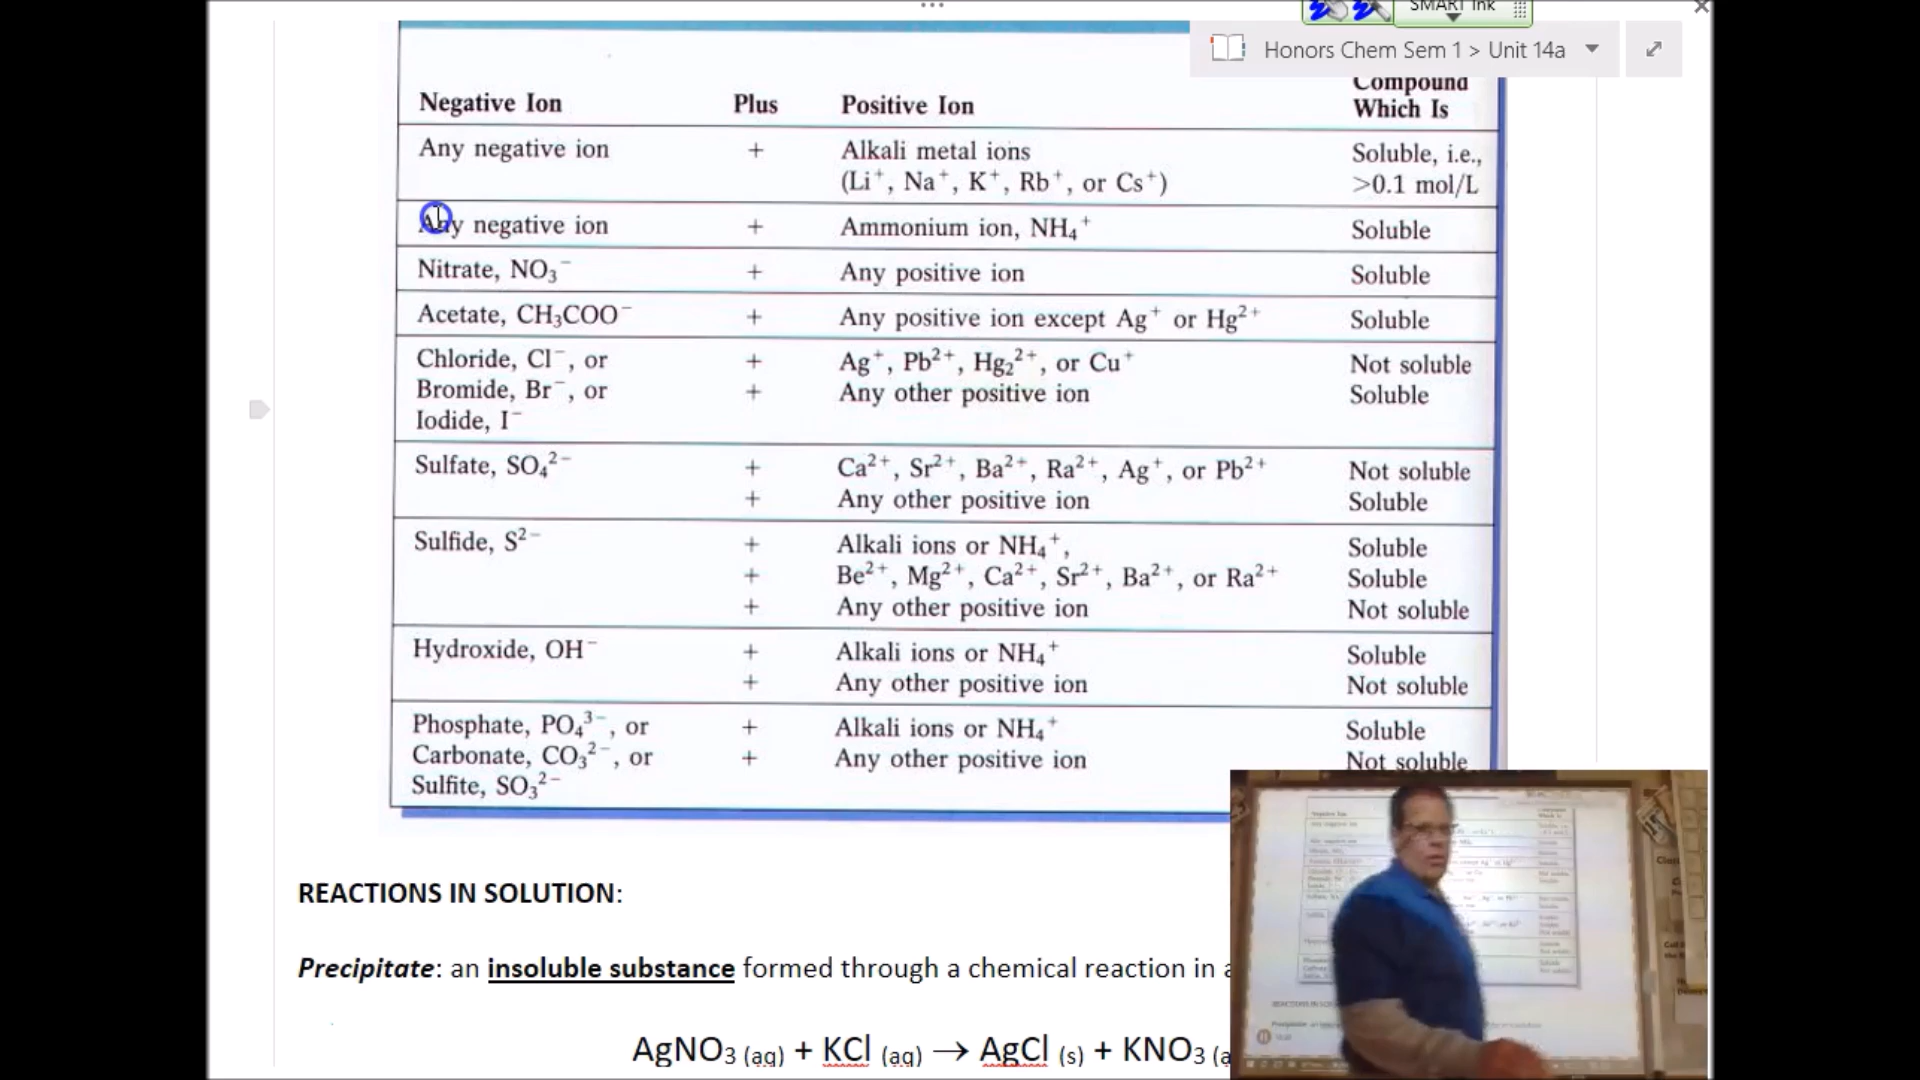 SMART Ink
Honors Chem Sem 1 > Unit 14a
Negative Ion Plus Positive Ion Compound Which Is
Any negative ion + Alkali metal ions Soluble, i.e.,
(Li⁺, Na⁺, K⁺, Rb⁺, or Cs⁺) >0.1 mol/L
Any negative ion + Ammonium ion, NH₄⁺ Soluble
Nitrate, NO₃⁻ + Any positive ion Soluble
Acetate, CH₃COO⁻ + Any positive ion except Ag⁺ or Hg²⁺ Soluble
Chloride, Cl⁻, or + Ag⁺, Pb²⁺, Hg₂²⁺, or Cu⁺ Not soluble
Bromide, Br⁻, or + Any other positive ion Soluble
Iodide, I⁻
Sulfate, SO₄²⁻ + Ca²⁺, Sr²⁺, Ba²⁺, Ra²⁺, Ag⁺, or Pb²⁺ Not soluble
+ Any other positive ion Soluble
Sulfide, S²⁻ + Alkali ions or NH₄⁺, Soluble
+ Be²⁺, Mg²⁺, Ca²⁺, Sr²⁺, Ba²⁺, or Ra²⁺ Soluble
+ Any other positive ion Not soluble
Hydroxide, OH⁻ + Alkali ions or NH₄⁺ Soluble
+ Any other positive ion Not soluble
Phosphate, PO₄³⁻, or + Alkali ions or NH₄⁺ Soluble
Carbonate, CO₃²⁻, or + Any other positive ion Not soluble
Sulfite, SO₃²⁻
REACTIONS IN SOLUTION:
Precipitate: an insoluble substance formed through a chemical reaction in a
AgNO₃ (aq) + KCl (aq) → AgCl (s) + KNO₃ (a